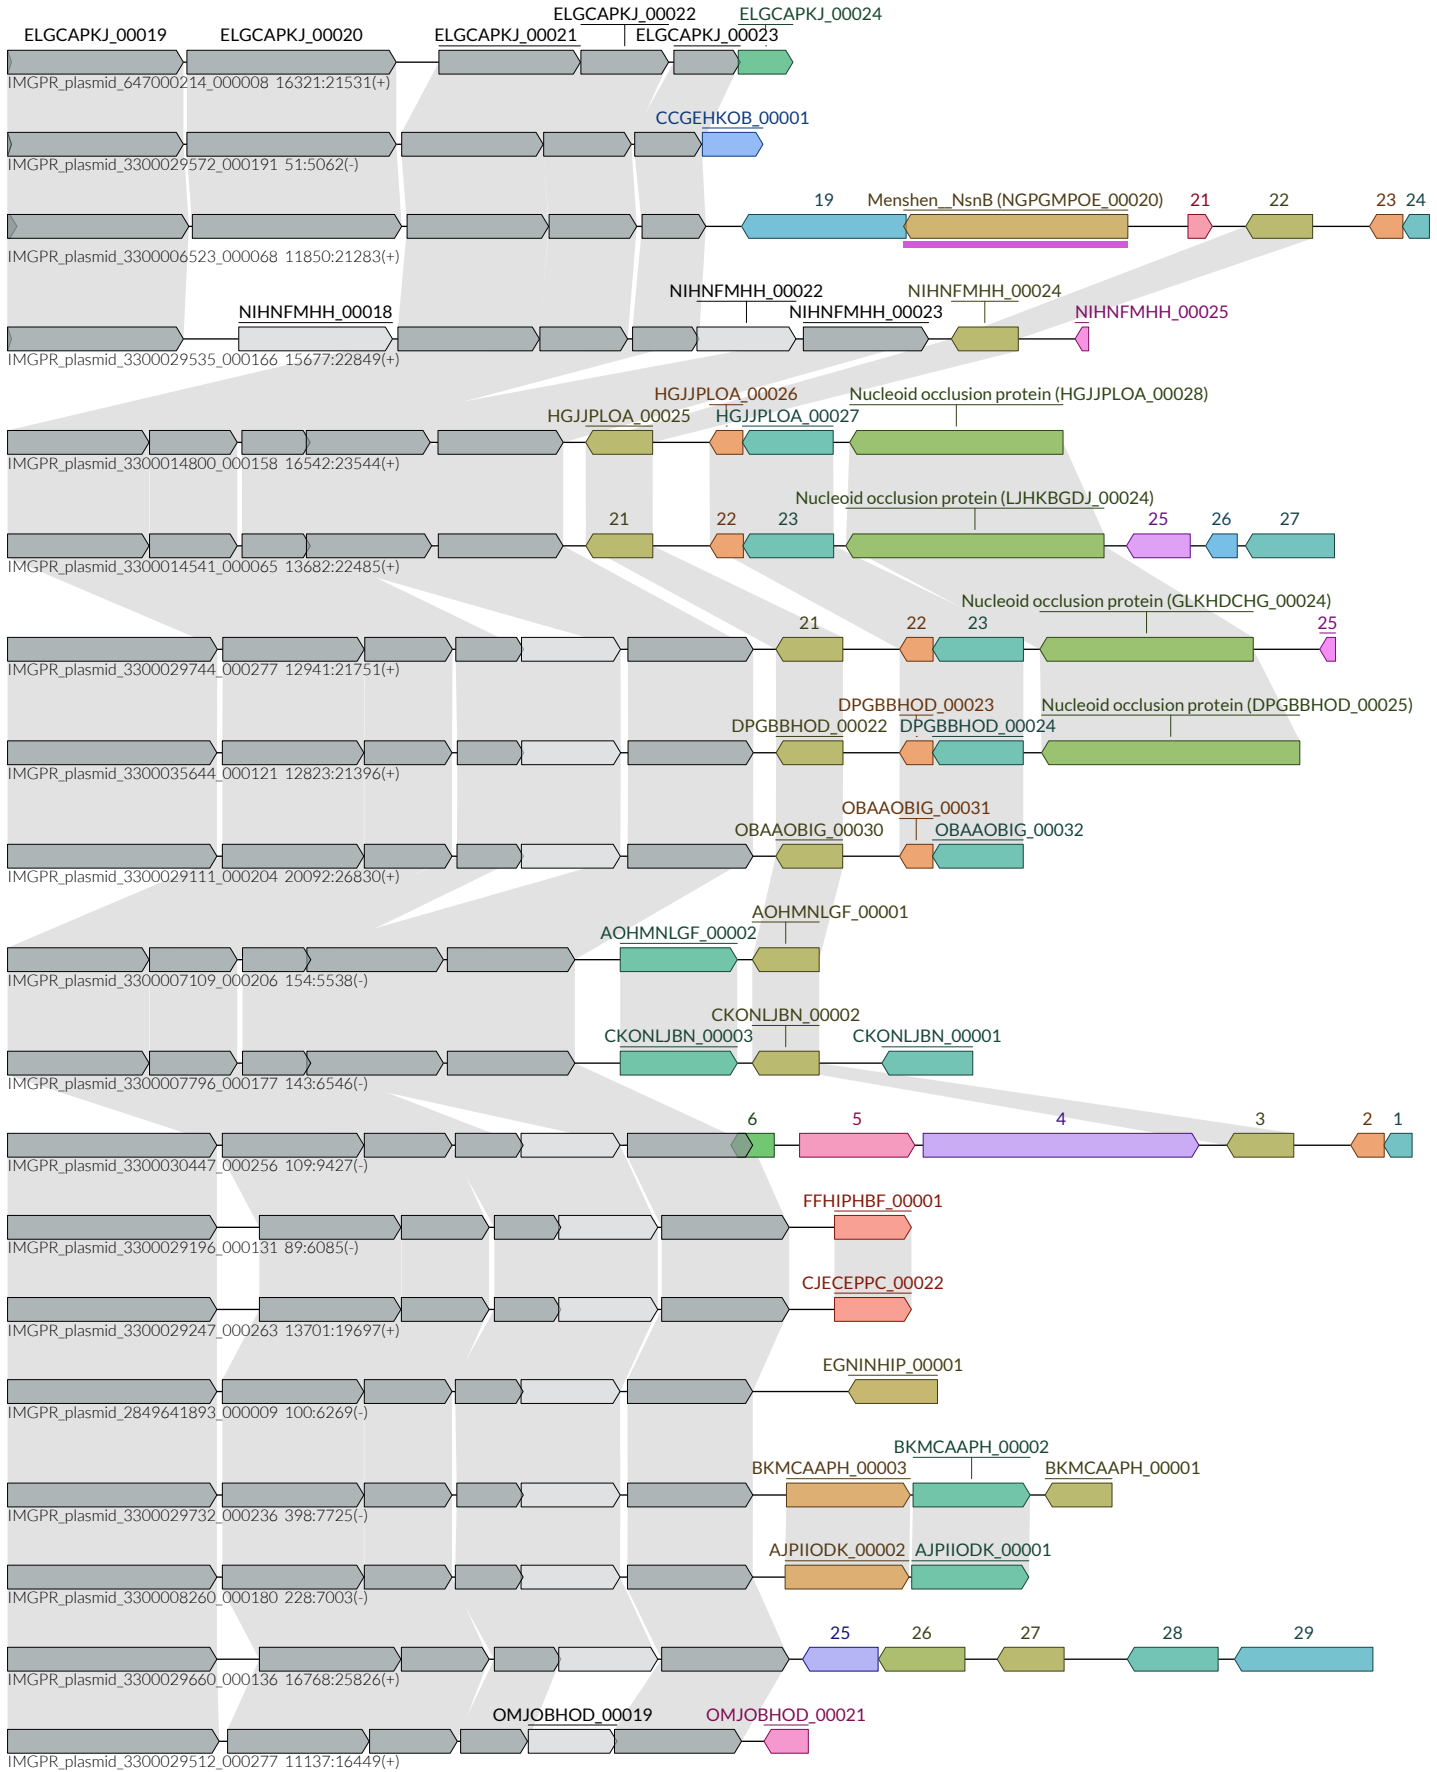 ELGCAPKJ_00022 ELGCAPKJ_00024
ELGCAPKJ_00019 ELGCAPKJ_00020 ELGCAPKJ_00021 ELGCAPKJ_00023
IMGPR_plasmid_647000214_000008 16321:21531(+)
CCGEHKOB_00001
IMGPR_plasmid_3300029572_000191 51:5062(-)
19 Menshen__NsnB (NGPGMPOE_00020) 21 22 23 24
IMGPR_plasmid_3300006523_000068 11850:21283(+)
NIHNFMHH_00022 NIHNFMHH_00024
NIHNFMHH_00018 NIHNFMHH_00023 NIHNFMHH_00025
IMGPR_plasmid_3300029535_000166 15677:22849(+)
HGJJPLOA_00026 Nucleoid occlusion protein (HGJJPLOA_00028)
HGJJPLOA_00025 HGJJPLOA_00027
IMGPR_plasmid_3300014800_000158 16542:23544(+)
Nucleoid occlusion protein (LJHKBGDJ_00024)
21 22 23 25 26 27
IMGPR_plasmid_3300014541_000065 13682:22485(+)
Nucleoid occlusion protein (GLKHDCHG_00024)
21 22 23 25
IMGPR_plasmid_3300029744_000277 12941:21751(+)
DPGBBHOD_00023 Nucleoid occlusion protein (DPGBBHOD_00025)
DPGBBHOD_00022 DPGBBHOD_00024
IMGPR_plasmid_3300035644_000121 12823:21396(+)
OBAAOBIG_00031
OBAAOBIG_00030 OBAAOBIG_00032
IMGPR_plasmid_3300029111_000204 20092:26830(+)
AOHMNLGF_00001
AOHMNLGF_00002
IMGPR_plasmid_3300007109_000206 154:5538(-)
CKONLJBN_00002
CKONLJBN_00003 CKONLJBN_00001
IMGPR_plasmid_3300007796_000177 143:6546(-)
6 5 4 3 2 1
IMGPR_plasmid_3300030447_000256 109:9427(-)
FFHIPHBF_00001
IMGPR_plasmid_3300029196_000131 89:6085(-)
CJECEPPC_00022
IMGPR_plasmid_3300029247_000263 13701:19697(+)
EGNINHIP_00001
IMGPR_plasmid_2849641893_000009 100:6269(-)
BKMCAAPH_00002
BKMCAAPH_00003 BKMCAAPH_00001
IMGPR_plasmid_3300029732_000236 398:7725(-)
AJPIIODK_00002 AJPIIODK_00001
IMGPR_plasmid_3300008260_000180 228:7003(-)
25 26 27 28 29
IMGPR_plasmid_3300029660_000136 16768:25826(+)
OMJOBHOD_00019 OMJOBHOD_00021
IMGPR_plasmid_3300029512_000277 11137:16449(+)